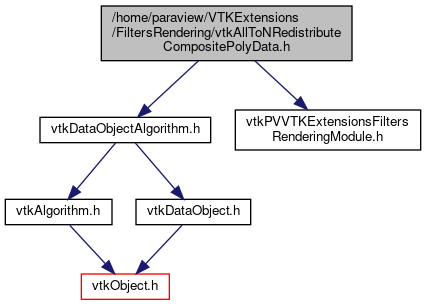 /home/paraview/VTKExtensions
/FiltersRendering/vtkAllToNRedistribute
CompositePolyData.h
vtkDataObjectAlgorithm.h
vtkPVVTKExtensionsFilters
RenderingModule.h
vtkAlgorithm.h
vtkDataObject.h
vtkObject.h